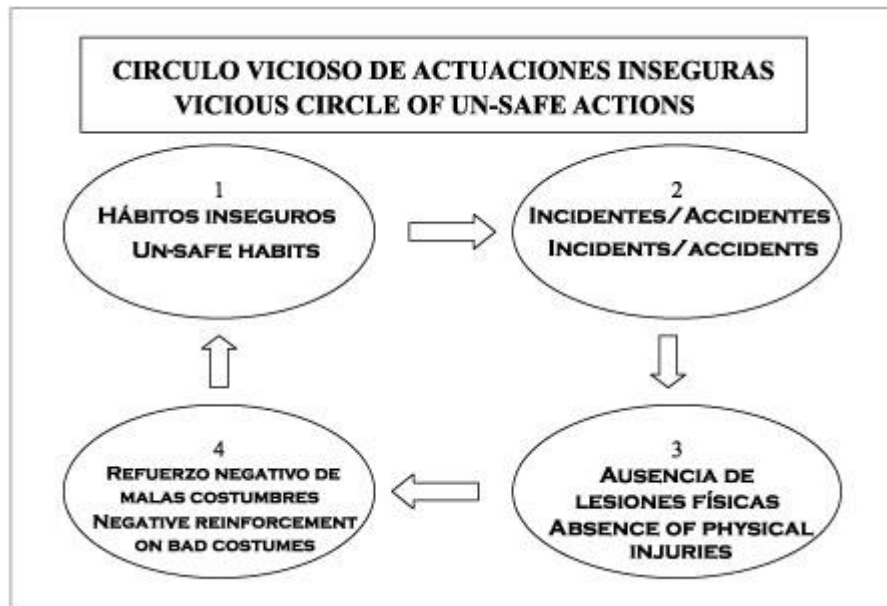 CIRCULO VICIOSO DE ACTUACIONES INSEGURAS
VICIOUS CIRCLE OF UN-SAFE ACTIONS
1
HÁBITOS INSEGUROS
UN-SAFE HABITS
2
INCIDENTES/ACCIDENTES
INCIDENTS/ACCIDENTS
3
AUSENCIA DE
LESIONES FÍSICAS
ABSENCE OF PHYSICAL
INJURIES
4
REFUERZO NEGATIVO DE
MALAS COSTUMBRES
NEGATIVE REINFORCEMENT
ON BAD COSTUMES